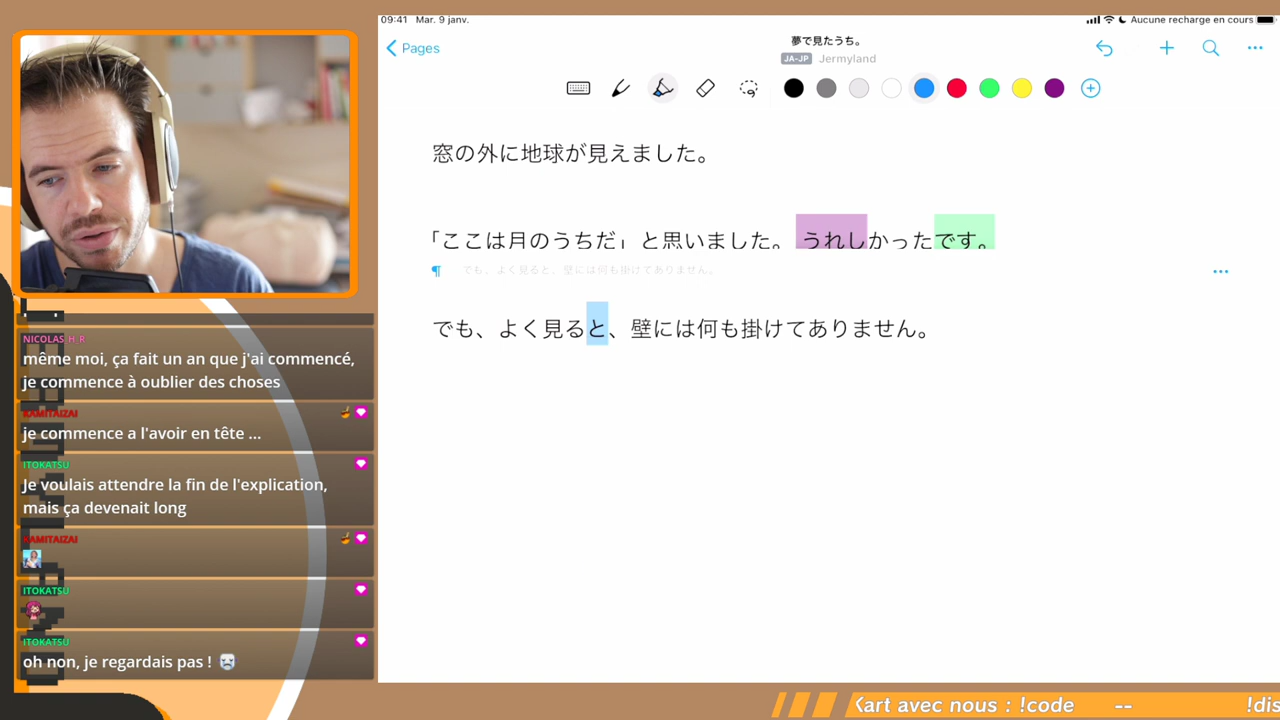 09:41 Mar. 9 janv.
Aucune recharge en cours
Pages
夢で見たうち。
JA-JP Jermyland
窓の外に地球が見えました。
「ここは月のうちだ」と思いました。うれしかったです。
¶ でも、よく見ると、壁には何も掛けてありません。
でも、よく見ると、壁には何も掛けてありません。
NICOLAS H R
même moi, ça fait un an que j'ai commencé,
je commence à oublier des choses
KAMITAIZAI
je commence a l'avoir en tête ...
ITOKATSU
Je voulais attendre la fin de l'explication,
mais ça devenait long
KAMITAIZAI
ITOKATSU
ITOKATSU
oh non, je regardais pas !
Kart avec nous : !code -- !dis